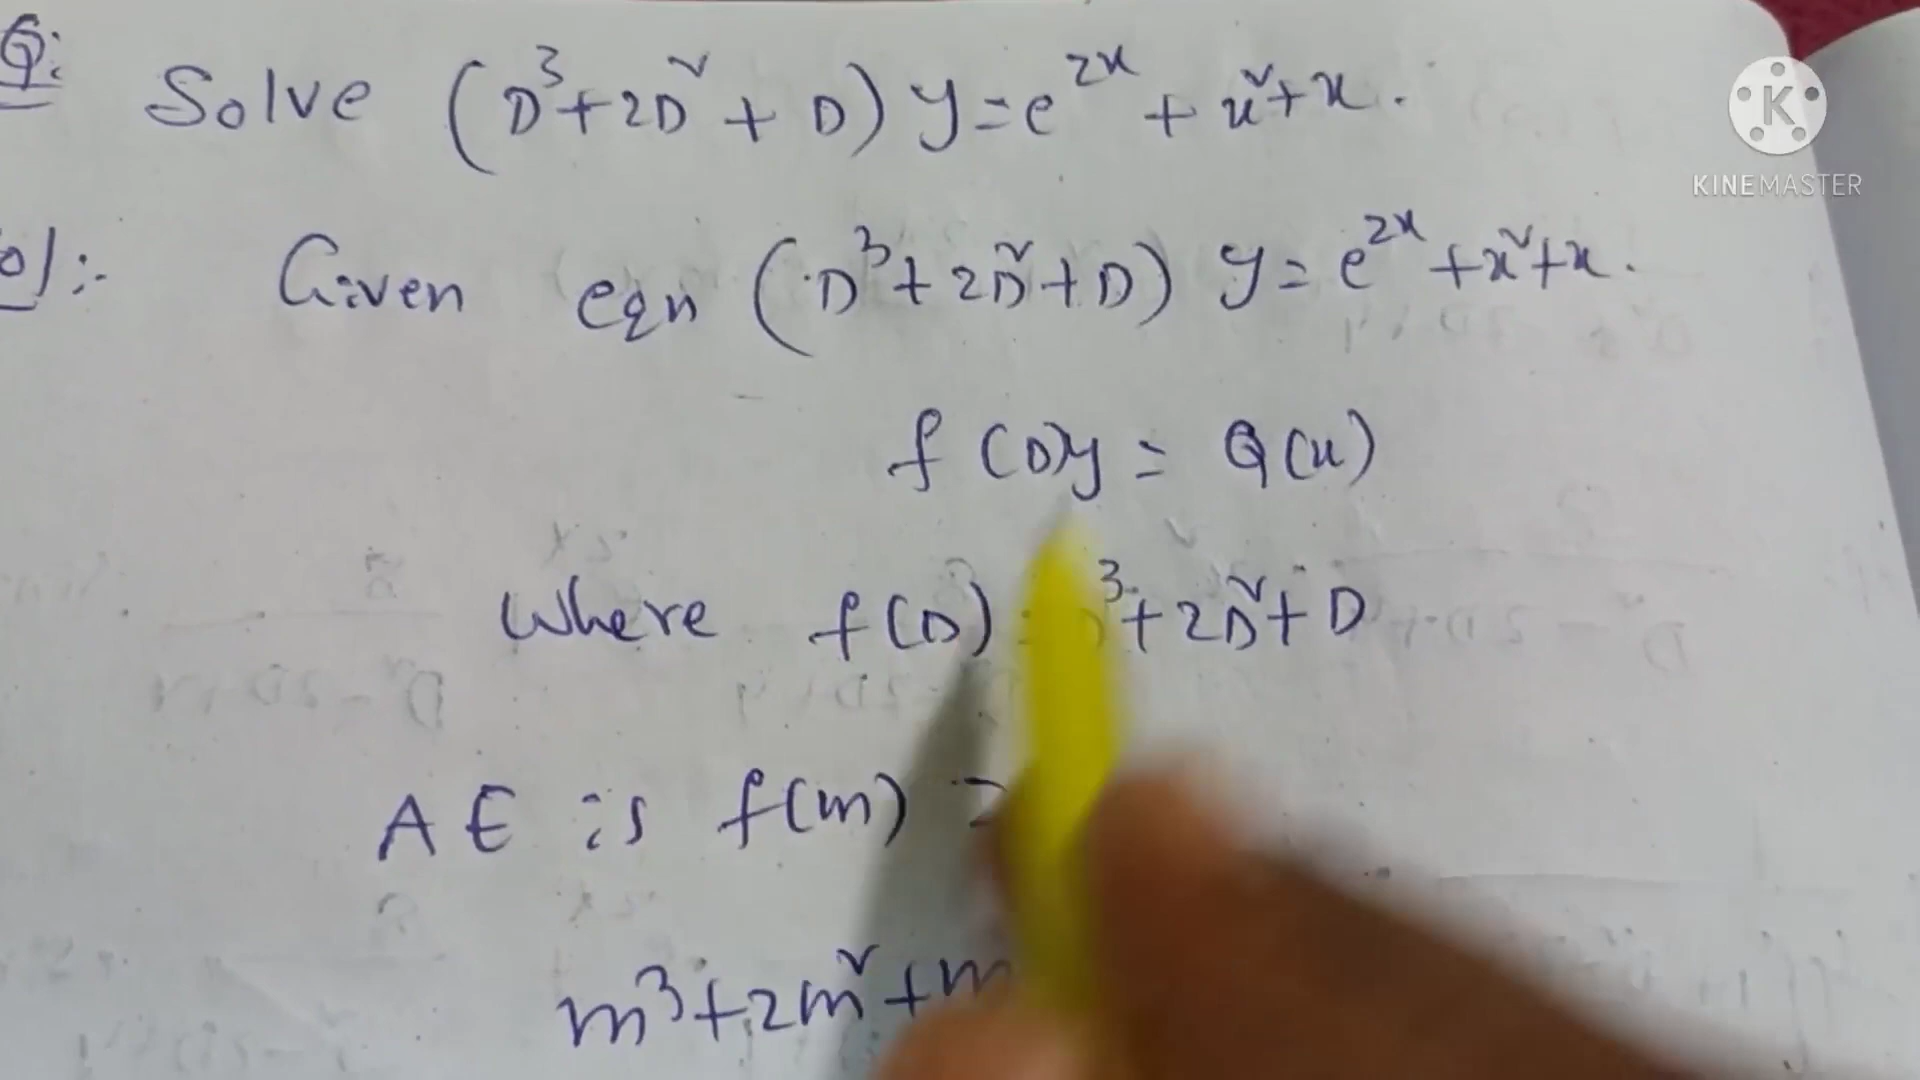 Q:
Solve (D³+2D²+D) y=e^2x + x²+x.
KINEMASTER
Sol:- Given eqn (D³+2D²+D) y= e^2x +x²+x.
f(D)y = Q(x)
Where f(D) = D³+2D²+D
AE is f(m) =
m³+2m²+m